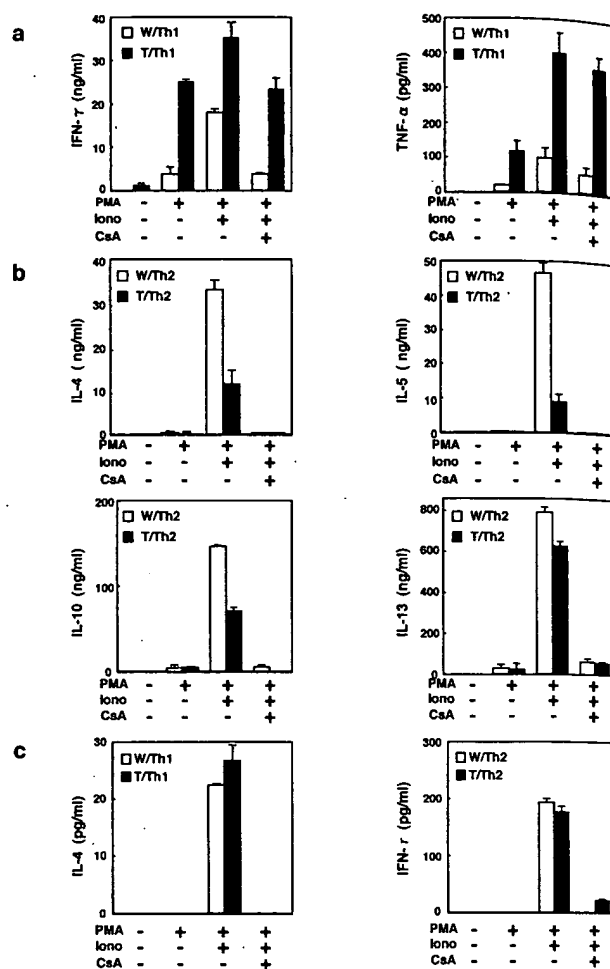 a
W/Th1
T/Th1
IFN-γ (ng/ml)
40
30
20
10
0
PMA - + + +
Iono - - + +
CsA - - - +
W/Th1
T/Th1
TNF-α (pg/ml)
500
400
300
200
100
0
PMA - + + +
Iono - - + +
CsA - - - +
b
W/Th2
T/Th2
IL-4 ( ng/ml)
40
30
20
10
0
PMA - + + +
Iono - - + +
CsA - - - +
W/Th2
T/Th2
IL-5 ( ng/ml)
50
40
30
20
10
0
PMA - + + +
Iono - - + +
CsA - - - +
W/Th2
T/Th2
IL-10 (ng/ml)
200
100
0
PMA - + + +
Iono - - + +
CsA - - - +
W/Th2
T/Th2
IL-13 (ng/ml)
800
600
400
200
0
PMA - + + +
Iono - - + +
CsA - - - +
c
W/Th1
T/Th1
IL-4 (pg/ml)
30
20
10
0
PMA - + + +
Iono - - + +
CsA - - - +
W/Th2
T/Th2
IFN-r (pg/ml)
300
200
100
0
PMA - + + +
Iono - - + +
CsA - - - +